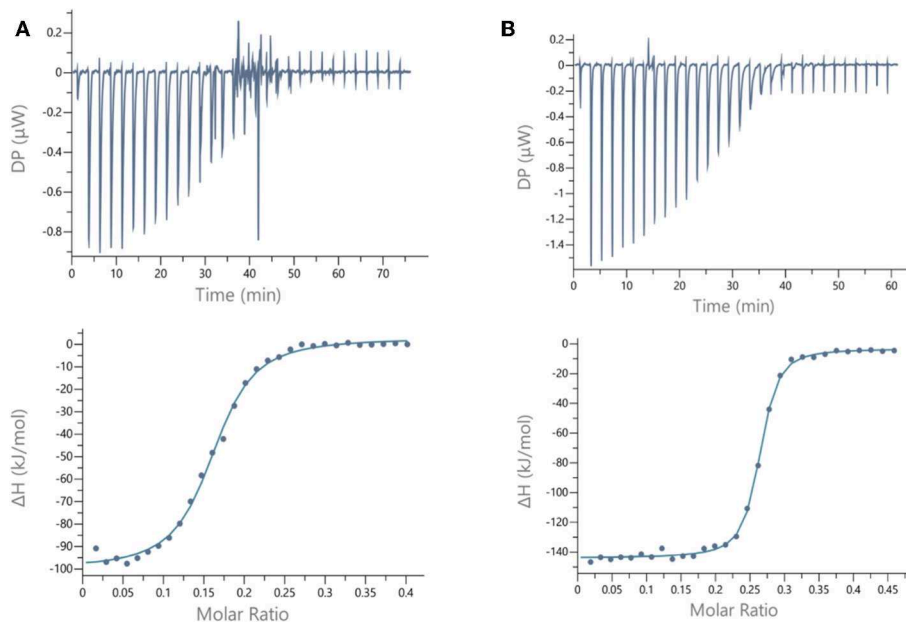 A
0.2
0
-0.2
-0.4
-0.6
-0.8
DP (µW)
0 10 20 30 40 50 60 70
Time (min)
0
-10
-20
-30
-40
-50
-60
-70
-80
-90
-100
ΔH (kJ/mol)
0 0.05 0.1 0.15 0.2 0.25 0.3 0.35 0.4
Molar Ratio
B
0.2
0
-0.2
-0.4
-0.6
-0.8
-1
-1.2
-1.4
DP (µW)
0 10 20 30 40 50 60
Time (min)
0
-20
-40
-60
-80
-100
-120
-140
ΔH (kJ/mol)
0 0.05 0.1 0.15 0.2 0.25 0.3 0.35 0.4 0.45
Molar Ratio